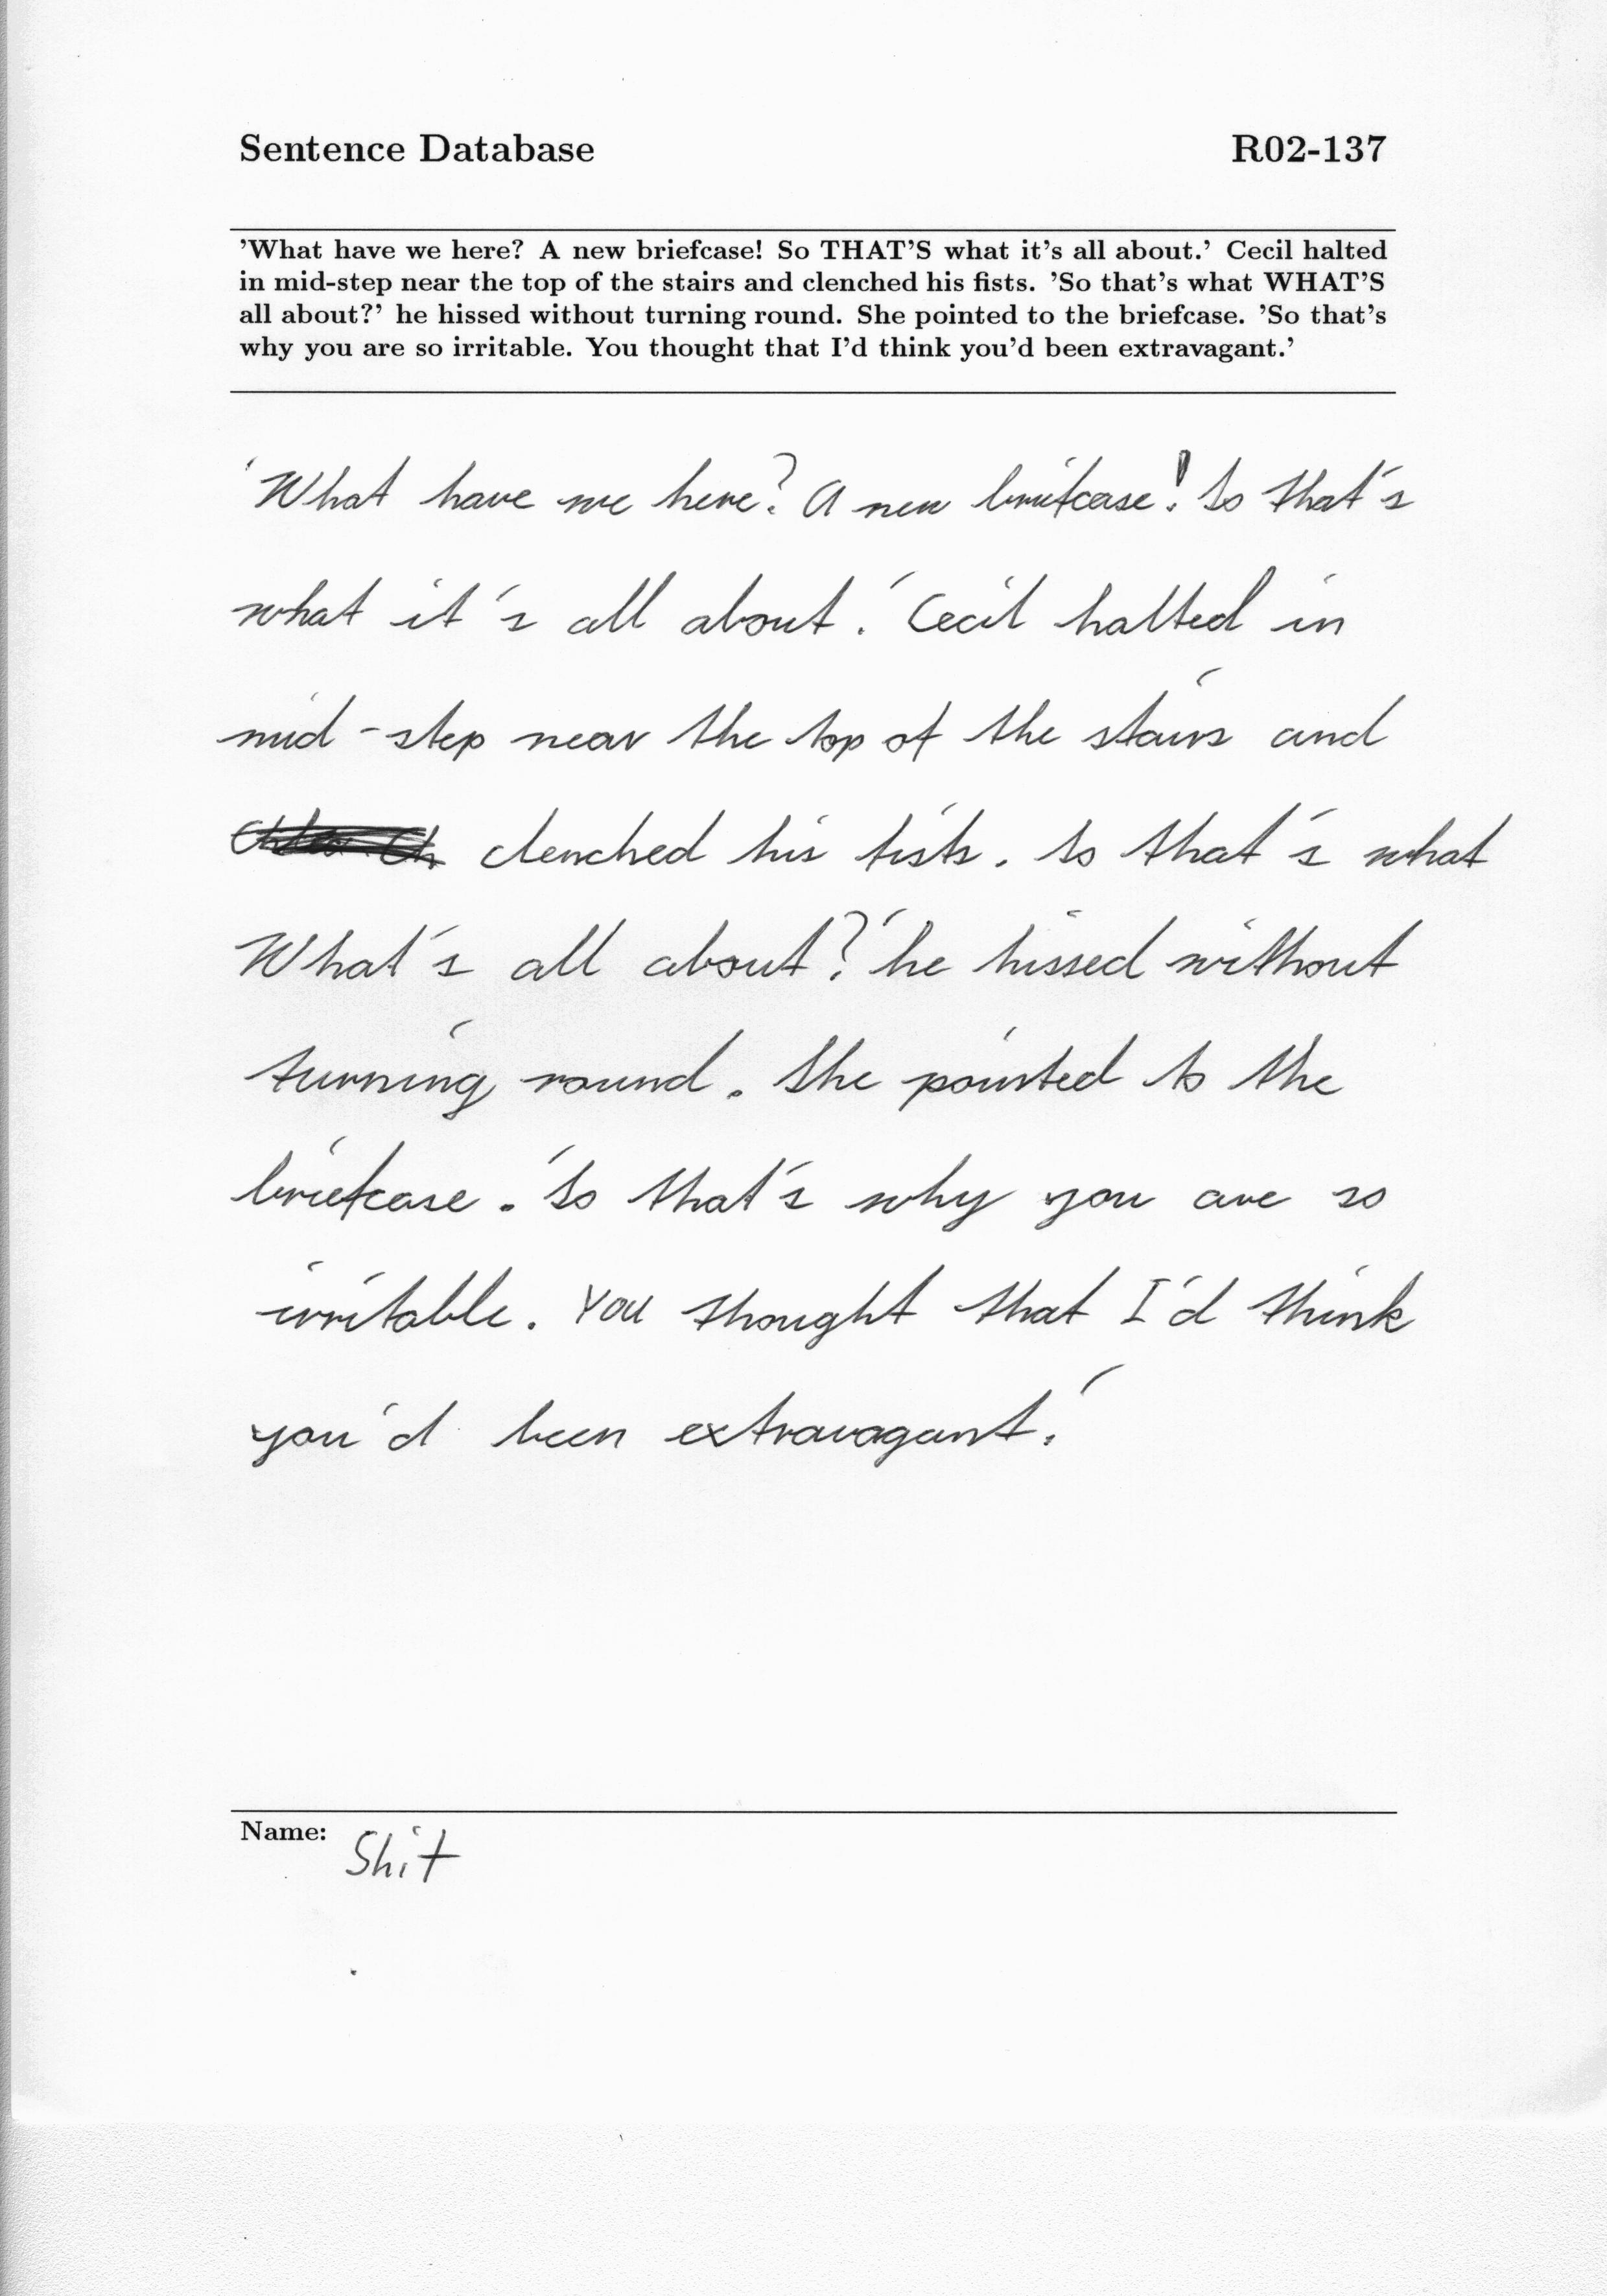 Sentence Database R02-137
'What have we here? A new briefcase! So THAT'S what it's all about.' Cecil halted
in mid-step near the top of the stairs and clenched his fists. 'So that's what WHAT'S
all about?' he hissed without turning round. She pointed to the briefcase. 'So that's
why you are so irritable. You thought that I'd think you'd been extravagant.'
'What have we here? A new briefcase! So that's
what it's all about.' Cecil halted in
mid-step near the top of the stairs and
clenched his fists. So that's what
What's all about?' he hissed without
turning round. She pointed to the
briefcase. 'So that's why you are so
irritable. You thought that I'd think
you'd been extravagant.'
Name: Shit